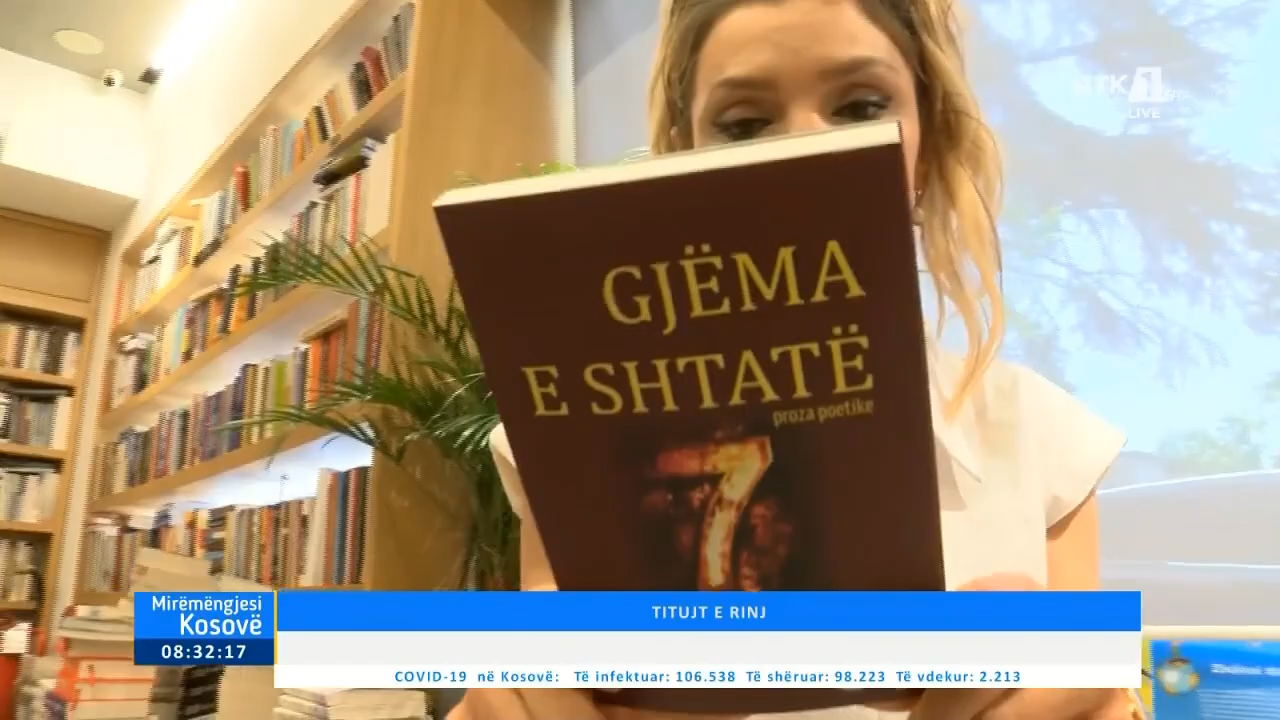 RTK 1
LIVE
GJËMA
E SHTATË
proza poetike
7
Mirëmëngjesi
Kosovë
08:32:17
TITUJT E RINJ
COVID-19 në Kosovë: Të infektuar: 106.538 Të shëruar: 98.223 Të vdekur: 2.213